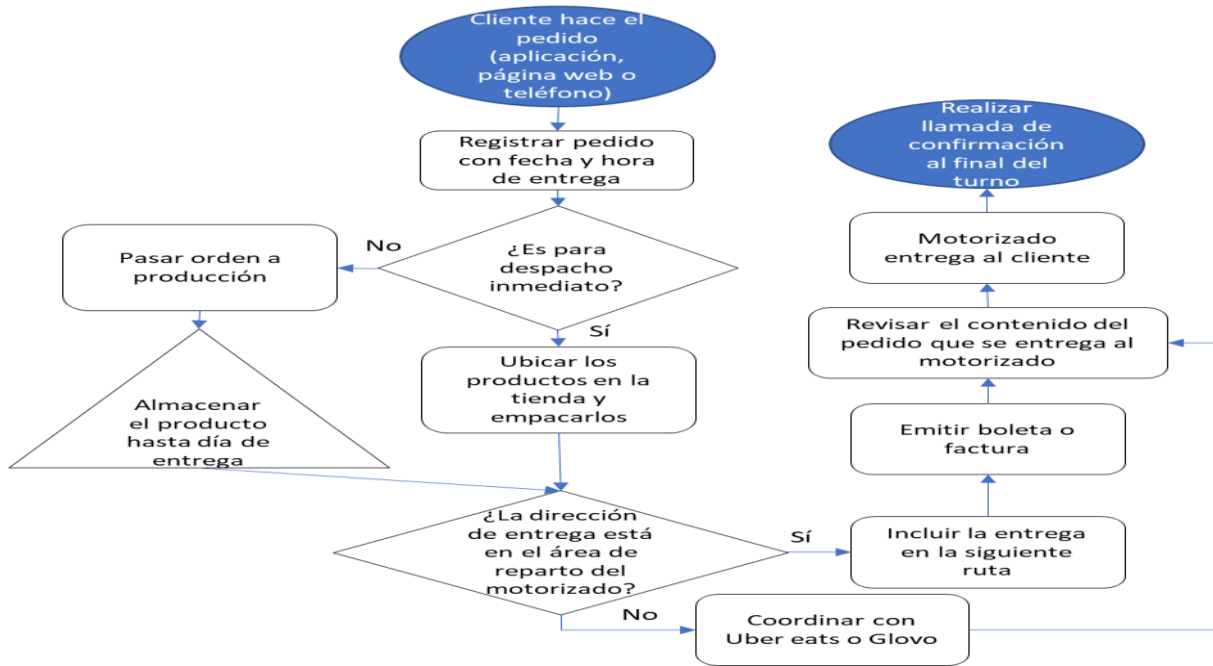 Cliente hace el
pedido
(aplicación,
página web o
teléfono)
Registrar pedido
con fecha y hora
de entrega
¿Es para
despacho
inmediato?
No
Pasar orden a
producción
Almacenar
el producto
hasta día de
entrega
Sí
Ubicar los
productos en la
tienda y
empacarlos
¿La dirección
de entrega está
en el área de
reparto del
motorizado?
Sí
Incluir la entrega
en la siguiente
ruta
No
Coordinar con
Uber eats o Glovo
Emitir boleta o
factura
Revisar el contenido del
pedido que se entrega al
motorizado
Motorizado
entrega al cliente
Realizar
llamada de
confirmación
al final del
turno